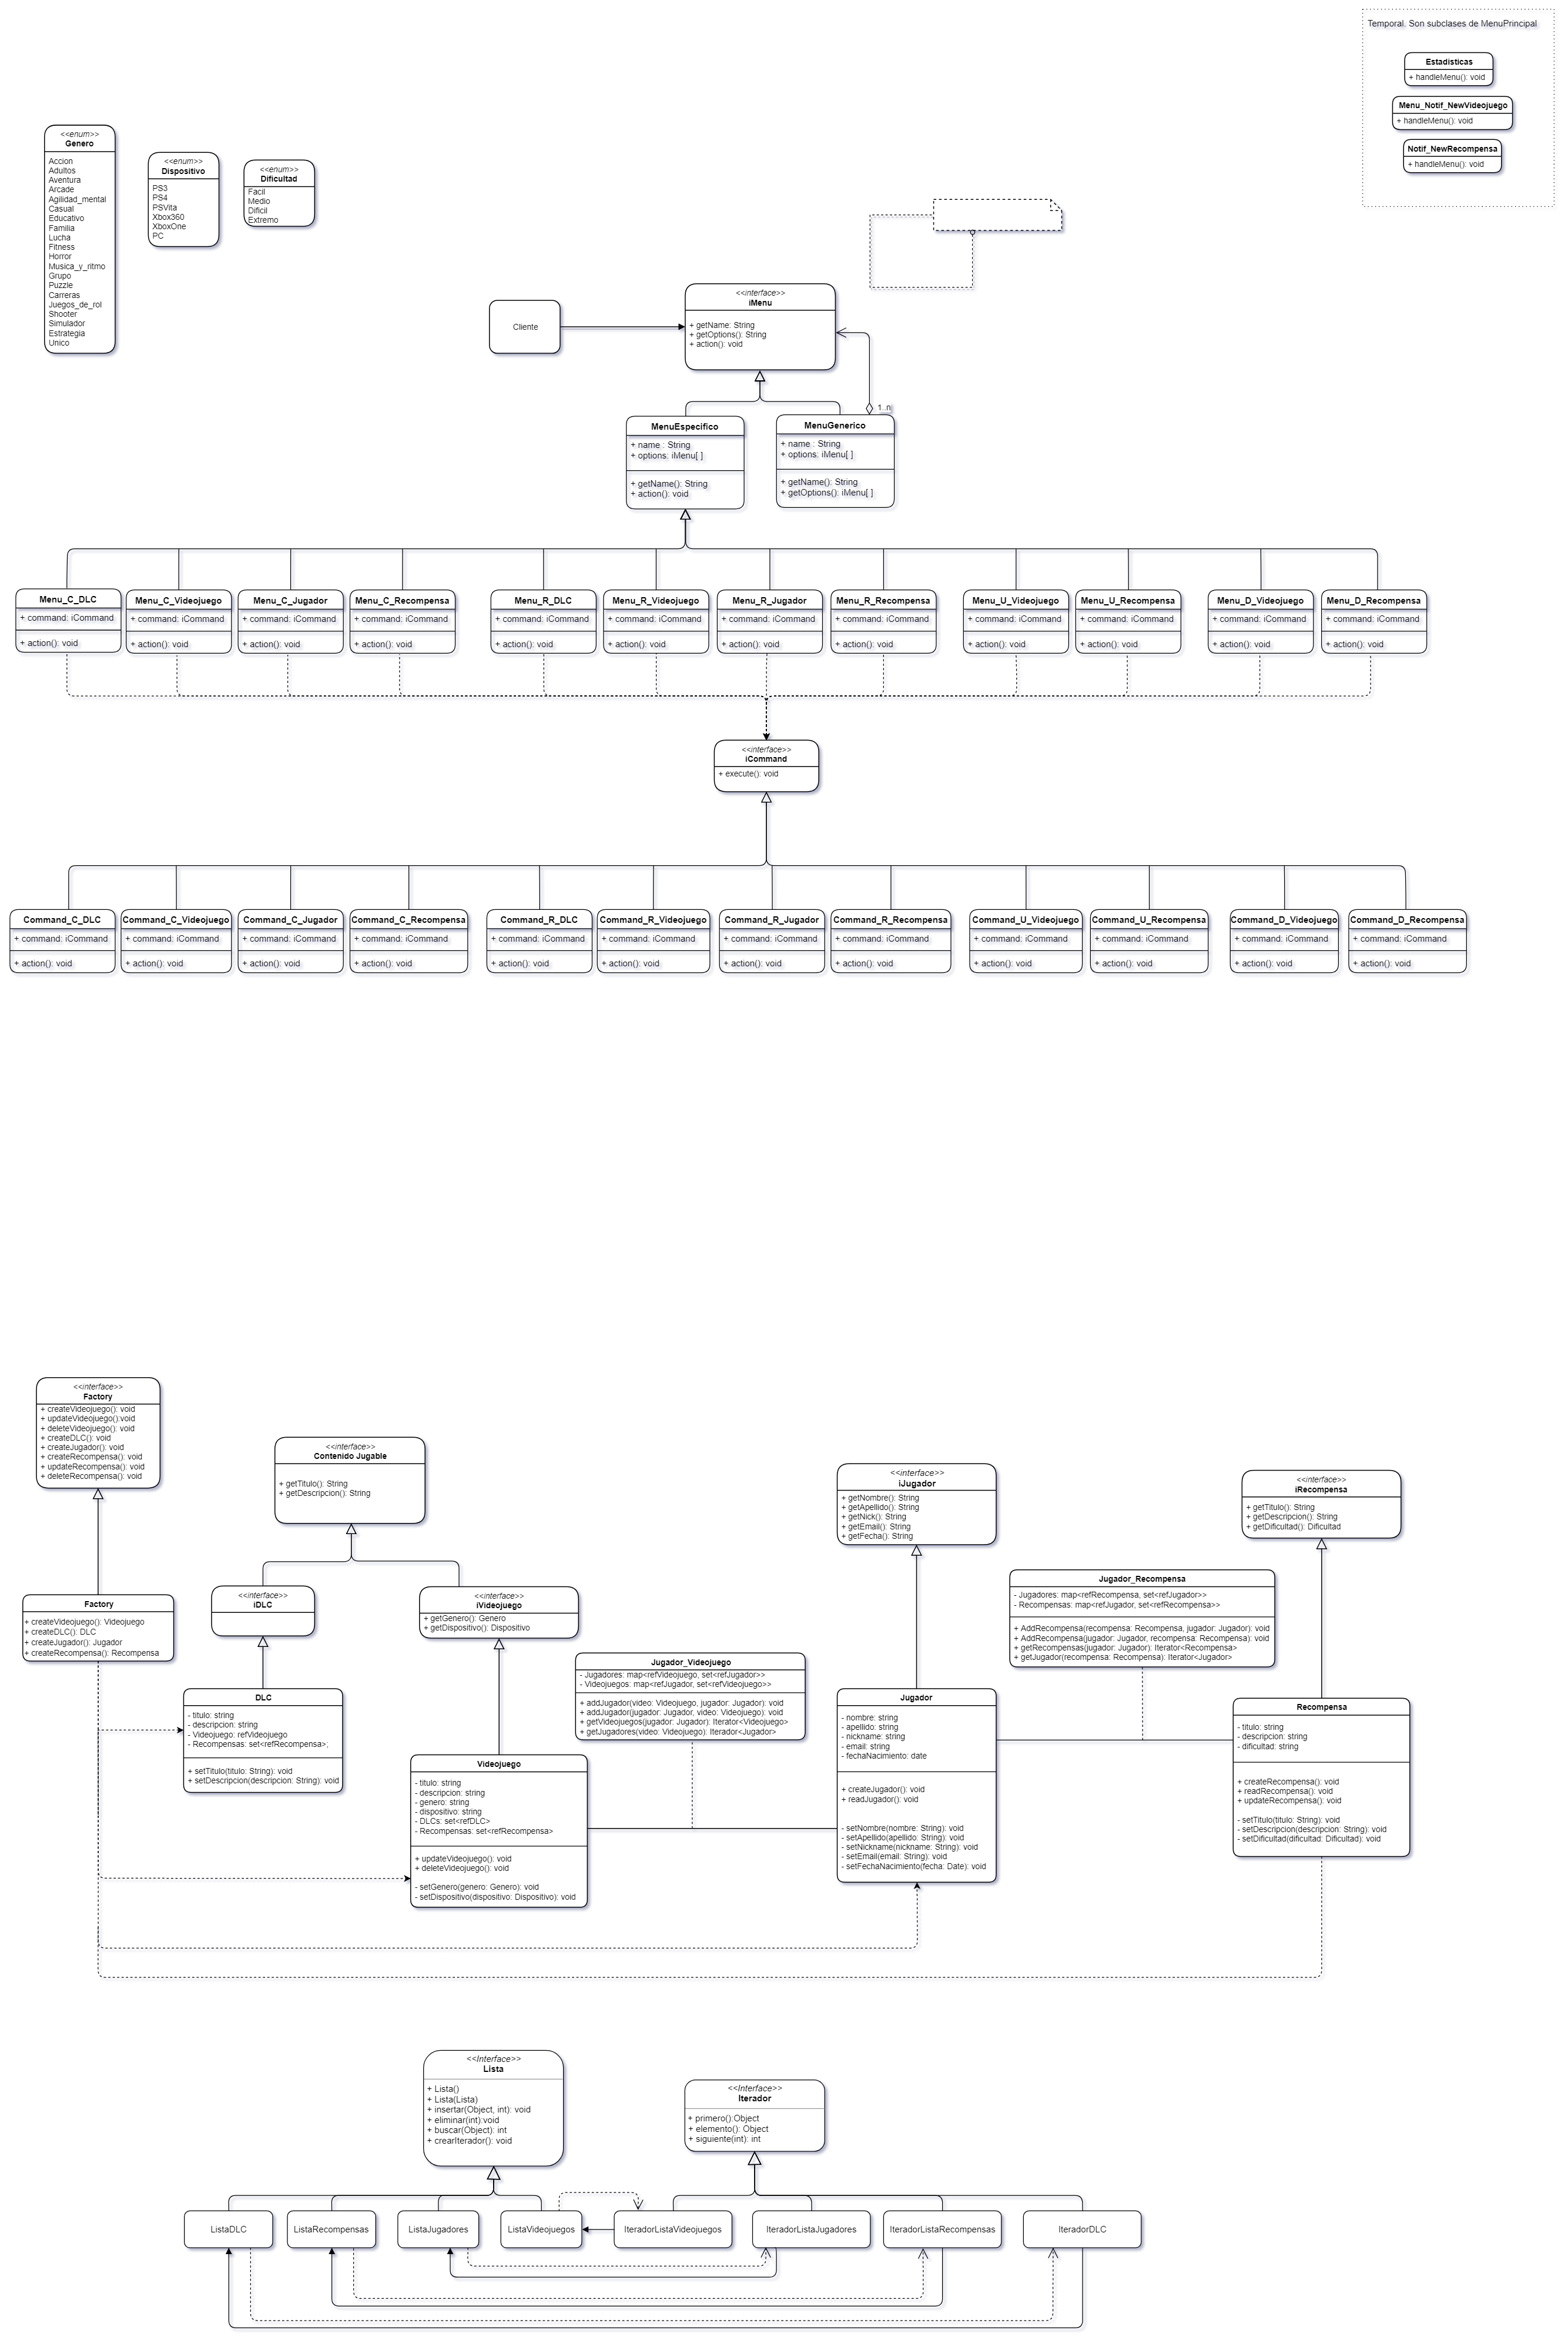 Temporal. Son subclases de MenuPrincipal
Estadisticas
+ handleMenu(): void
Menu_Notif_NewVideojuego
+ handleMenu(): void
Notif_NewRecompensa
+ handleMenu(): void
<<enum>>
Genero
Accion
Adultos
Aventura
Arcade
Agilidad_mental
Casual
Educativo
Familia
Lucha
Fitness
Horror
Musica_y_ritmo
Grupo
Puzzle
Carreras
Juegos_de_rol
Shooter
Simulador
Estrategia
Unico
<<enum>>
Dispositivo
PS3
PS4
PSVita
Xbox360
XboxOne
PC
<<enum>>
Dificultad
Facil
Medio
Dificil
Extremo
Cliente
<<interface>>
iMenu
+ getName: String
+ getOptions(): String
+ action(): void
1..n
MenuEspecifico
+ name : String
+ options: iMenu[ ]
+ getName(): String
+ action(): void
MenuGenerico
+ name : String
+ options: iMenu[ ]
+ getName(): String
+ getOptions(): iMenu[ ]
Menu_C_DLC
+ command: iCommand
+ action(): void
Menu_C_Videojuego
+ command: iCommand
+ action(): void
Menu_C_Jugador
+ command: iCommand
+ action(): void
Menu_C_Recompensa
+ command: iCommand
+ action(): void
Menu_R_DLC
+ command: iCommand
+ action(): void
Menu_R_Videojuego
+ command: iCommand
+ action(): void
Menu_R_Jugador
+ command: iCommand
+ action(): void
Menu_R_Recompensa
+ command: iCommand
+ action(): void
Menu_U_Videojuego
+ command: iCommand
+ action(): void
Menu_U_Recompensa
+ command: iCommand
+ action(): void
Menu_D_Videojuego
+ command: iCommand
+ action(): void
Menu_D_Recompensa
+ command: iCommand
+ action(): void
<<interface>>
iCommand
+ execute(): void
Command_C_DLC
+ command: iCommand
+ action(): void
Command_C_Videojuego
+ command: iCommand
+ action(): void
Command_C_Jugador
+ command: iCommand
+ action(): void
Command_C_Recompensa
+ command: iCommand
+ action(): void
Command_R_DLC
+ command: iCommand
+ action(): void
Command_R_Videojuego
+ command: iCommand
+ action(): void
Command_R_Jugador
+ command: iCommand
+ action(): void
Command_R_Recompensa
+ command: iCommand
+ action(): void
Command_U_Videojuego
+ command: iCommand
+ action(): void
Command_U_Recompensa
+ command: iCommand
+ action(): void
Command_D_Videojuego
+ command: iCommand
+ action(): void
Command_D_Recompensa
+ command: iCommand
+ action(): void
<<interface>>
Factory
+ createVideojuego(): void
+ updateVideojuego():void
+ deleteVideojuego(): void
+ createDLC(): void
+ createJugador(): void
+ createRecompensa(): void
+ updateRecompensa(): void
+ deleteRecompensa(): void
<<interface>>
Contenido Jugable
+ getTitulo(): String
+ getDescripcion(): String
<<interface>>
iJugador
+ getNombre(): String
+ getApellido(): String
+ getNick(): String
+ getEmail(): String
+ getFecha(): String
<<interface>>
iRecompensa
+ getTitulo(): String
+ getDescripcion(): String
+ getDificultad(): Dificultad
Factory
+ createVideojuego(): Videojuego
+ createDLC(): DLC
+ createJugador(): Jugador
+ createRecompensa(): Recompensa
<<interface>>
iDLC
<<interface>>
iVideojuego
+ getGenero(): Genero
+ getDispositivo(): Dispositivo
Jugador_Recompensa
- Jugadores: map<refRecompensa, set<refJugador>>
- Recompensas: map<refJugador, set<refRecompensa>>
+ AddRecompensa(recompensa: Recompensa, jugador: Jugador): void
+ AddRecompensa(jugador: Jugador, recompensa: Recompensa): void
+ getRecompensas(jugador: Jugador): Iterator<Recompensa>
+ getJugador(recompensa: Recompensa): Iterator<Jugador>
Jugador_Videojuego
- Jugadores: map<refVideojuego, set<refJugador>>
- Videojuegos: map<refJugador, set<refVideojuego>>
+ addJugador(video: Videojuego, jugador: Jugador): void
+ addJugador(jugador: Jugador, video: Videojuego): void
+ getVideojuegos(jugador: Jugador): Iterator<Videojuego>
+ getJugadores(video: Videojuego): Iterador<Jugador>
DLC
- titulo: string
- descripcion: string
- Videojuego: refVideojuego
- Recompensas: set<refRecompensa>;
+ setTitulo(titulo: String): void
+ setDescripcion(descripcion: String): void
Videojuego
- titulo: string
- descripcion: string
- genero: string
- dispositivo: string
- DLCs: set<refDLC>
- Recompensas: set<refRecompensa>
+ updateVideojuego(): void
+ deleteVideojuego(): void
- setGenero(genero: Genero): void
- setDispositivo(dispositivo: Dispositivo): void
Jugador
- nombre: string
- apellido: string
- nickname: string
- email: string
- fechaNacimiento: date
+ createJugador(): void
+ readJugador(): void
- setNombre(nombre: String): void
- setApellido(apellido: String): void
- setNickname(nickname: String): void
- setEmail(email: String): void
- setFechaNacimiento(fecha: Date): void
Recompensa
- titulo: string
- descripcion: string
- dificultad: string
+ createRecompensa(): void
+ readRecompensa(): void
+ updateRecompensa(): void
- setTitulo(titulo: String): void
- setDescripcion(descripcion: String): void
- setDificultad(dificultad: Dificultad): void
<<Interface>>
Lista
+ Lista()
+ Lista(Lista)
+ insertar(Object, int): void
+ eliminar(int):void
+ buscar(Object): int
+ crearIterador(): void
<<Interface>>
Iterador
+ primero():Object
+ elemento(): Object
+ siguiente(int): int
ListaDLC
ListaRecompensas
ListaJugadores
ListaVideojuegos
IteradorListaVideojuegos
IteradorListaJugadores
IteradorListaRecompensas
IteradorDLC